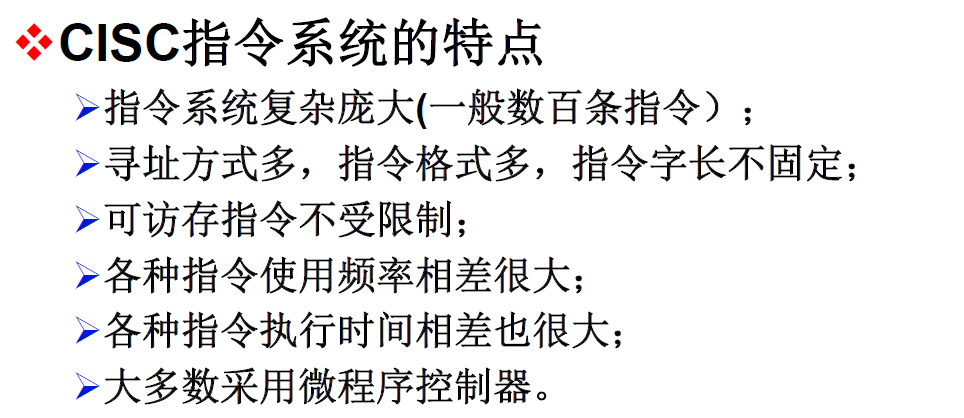 ❖CISC指令系统的特点
➢指令系统复杂庞大(一般数百条指令）；
➢寻址方式多，指令格式多，指令字长不固定；
➢可访存指令不受限制；
➢各种指令使用频率相差很大；
➢各种指令执行时间相差也很大；
➢大多数采用微程序控制器。